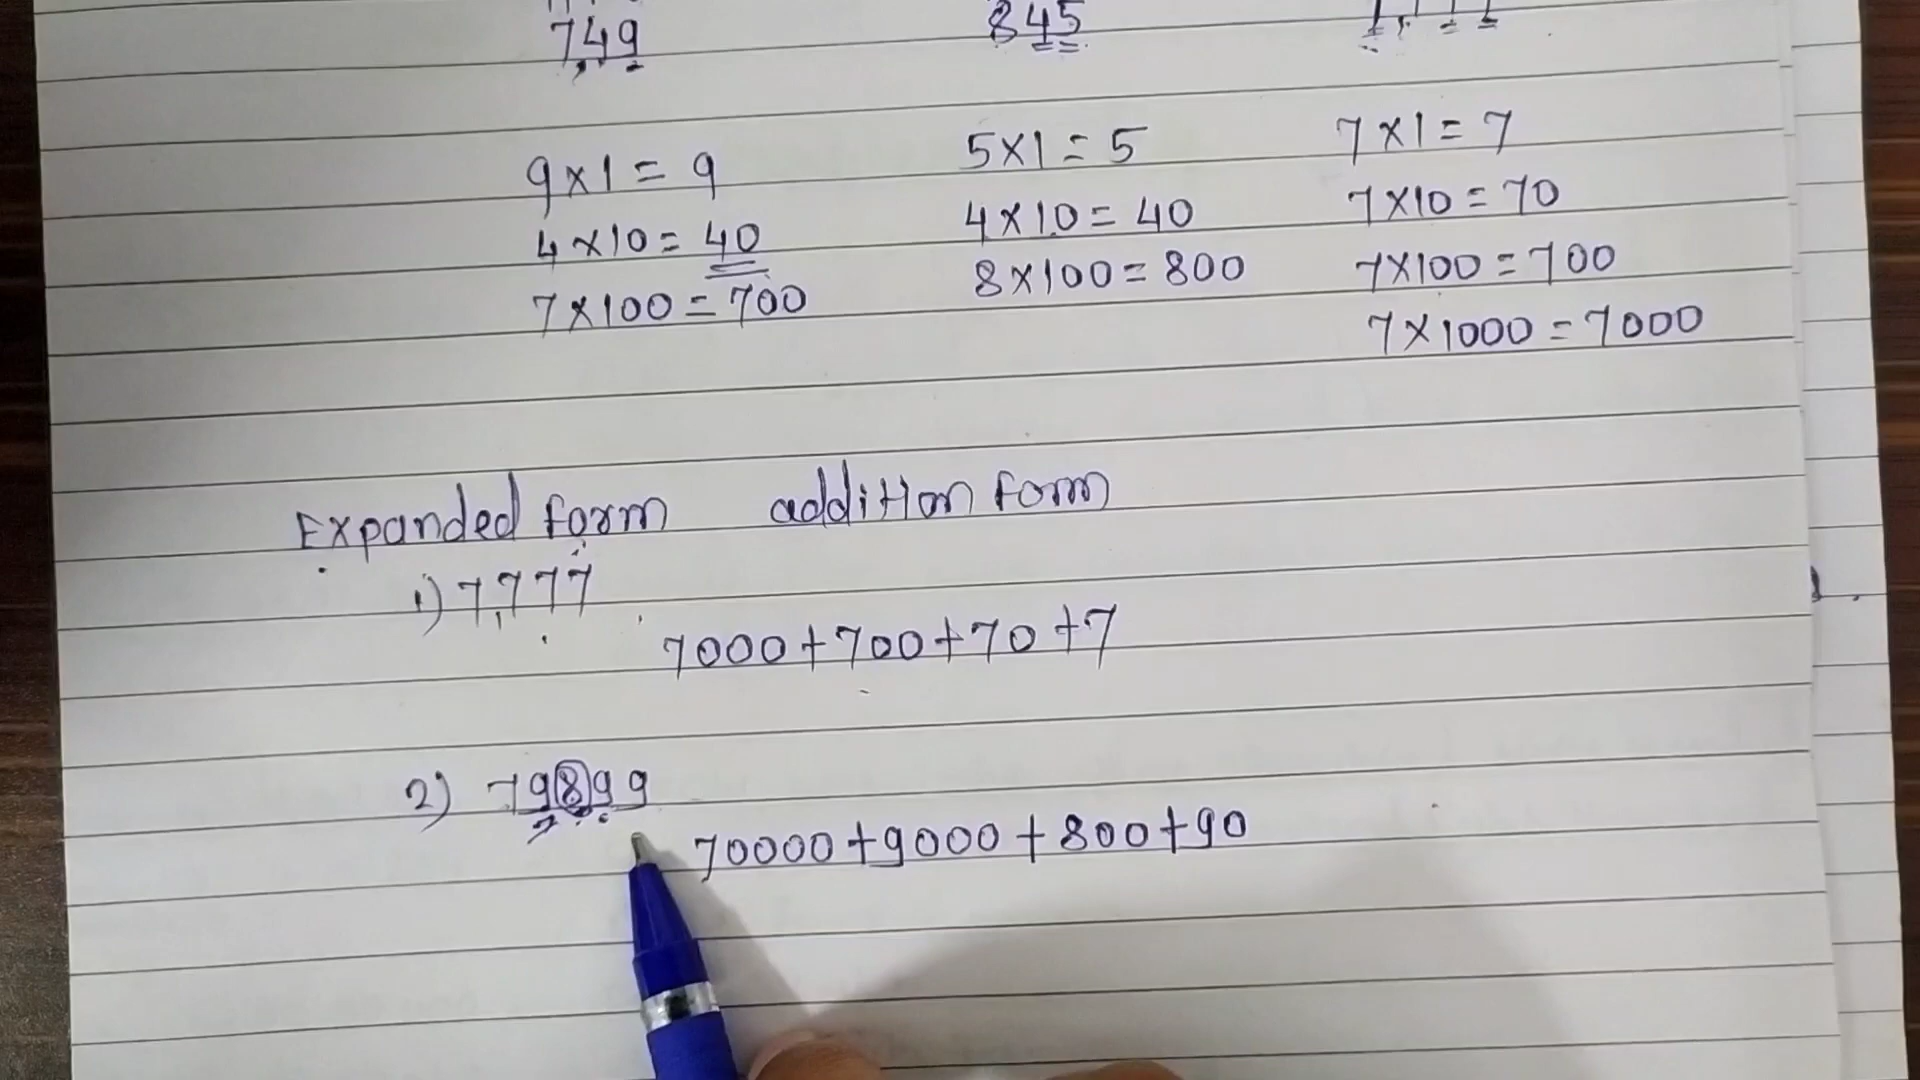 749 845
9×1=9 5×1=5 7×1=7
4×10=40 4×10=40 7×10=70
7×100=700 8×100=800 7×100=700
7×1000=7000
Expanded form addition form
1) 7,777
7000+700+70+7
2) 79899
70000+9000+800+90